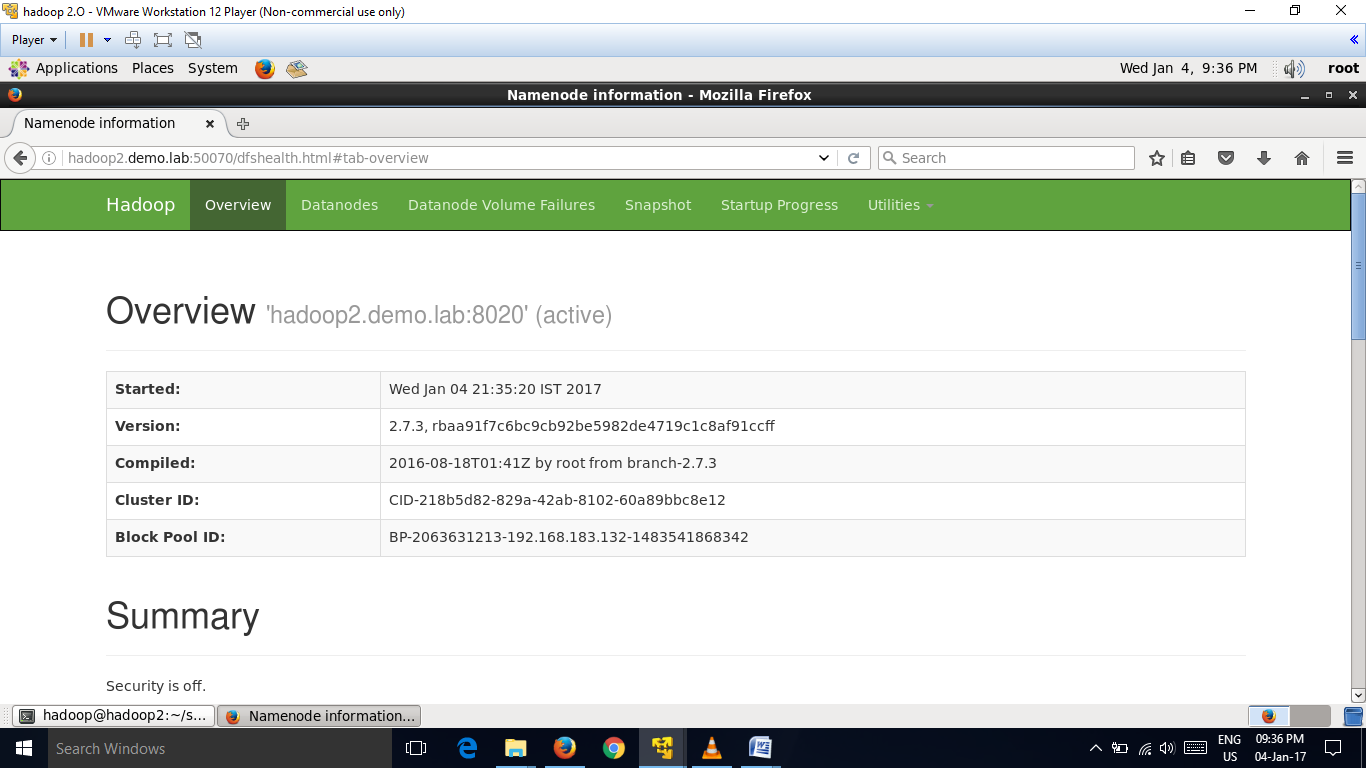 hadoop 2.O - VMware Workstation 12 Player (Non-commercial use only)
Player
Applications Places System Wed Jan 4, 9:36 PM root
Namenode information - Mozilla Firefox
Namenode information
hadoop2.demo.lab:50070/dfshealth.html#tab-overview Search
Hadoop Overview Datanodes Datanode Volume Failures Snapshot Startup Progress Utilities
Overview 'hadoop2.demo.lab:8020' (active)
Started: Wed Jan 04 21:35:20 IST 2017
Version: 2.7.3, rbaa91f7c6bc9cb92be5982de4719c1c8af91ccff
Compiled: 2016-08-18T01:41Z by root from branch-2.7.3
Cluster ID: CID-218b5d82-829a-42ab-8102-60a89bbc8e12
Block Pool ID: BP-2063631213-192.168.183.132-1483541868342
Summary
Security is off.
hadoop@hadoop2:~/s... Namenode information...
Search Windows ENG 09:36 PM
US 04-Jan-17